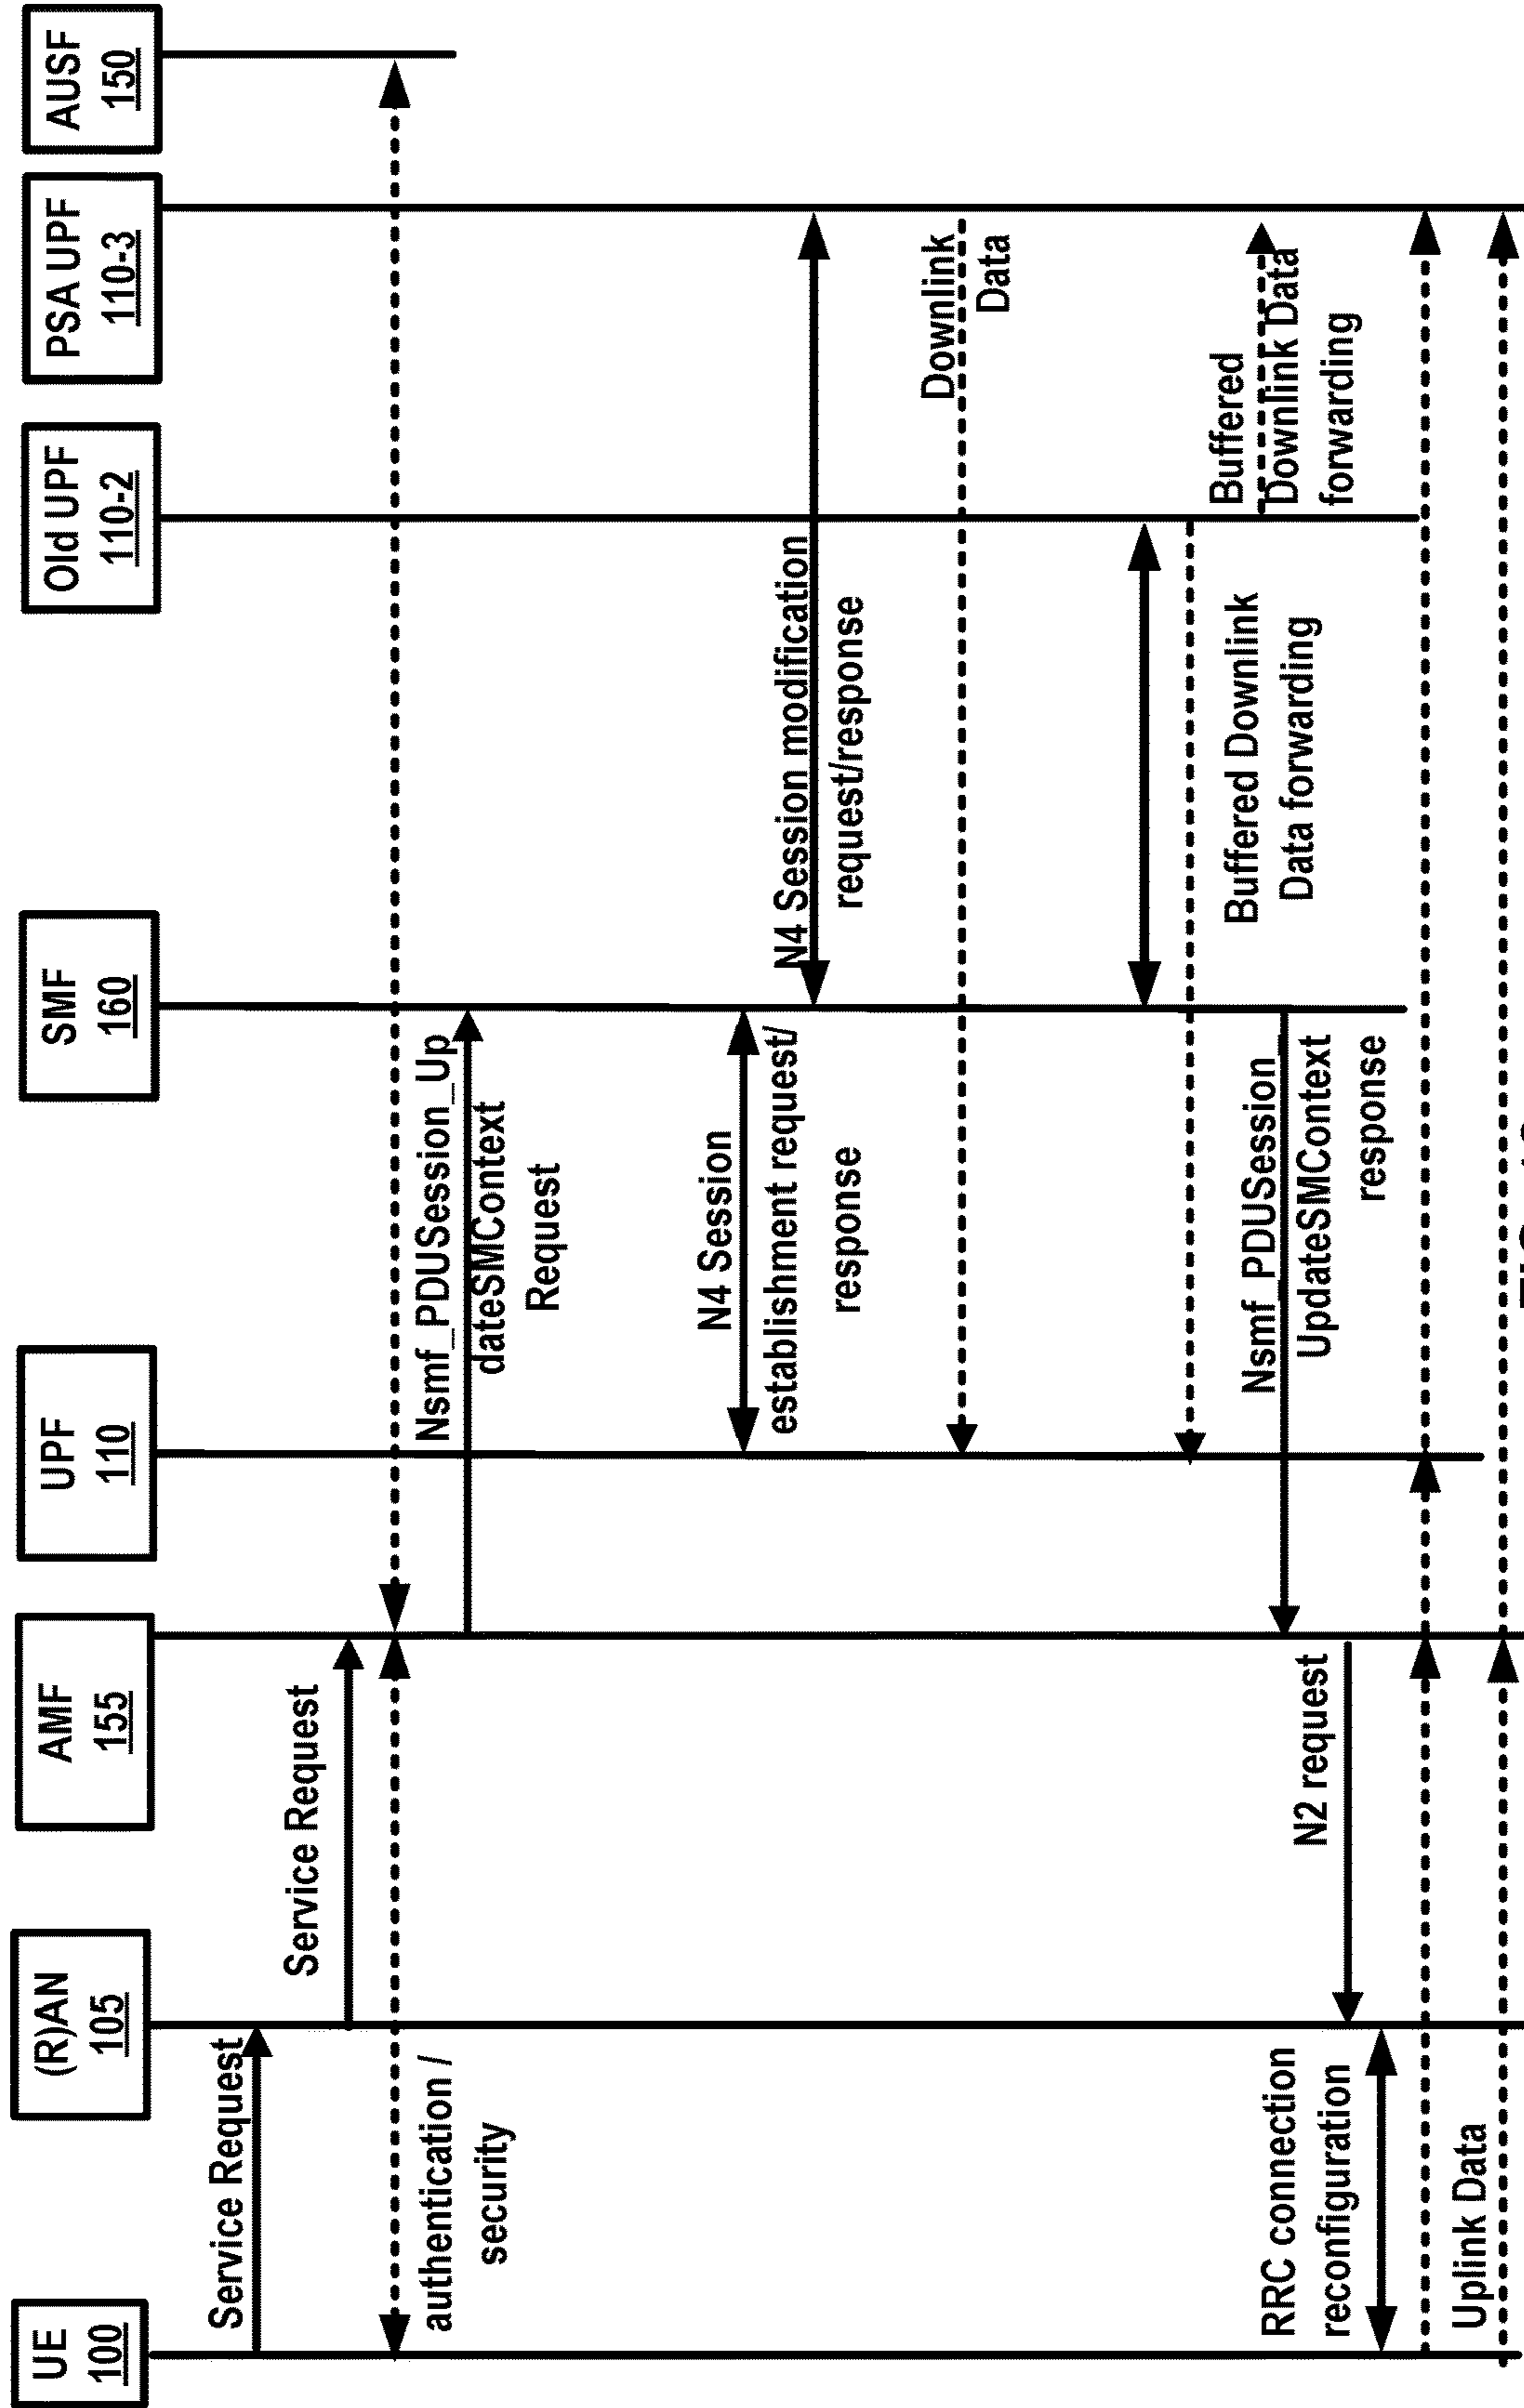 UE
100
(R)AN
105
AMF
155
UPF
110
SMF
160
Old UPF
110-2
PSA UPF
110-3
AUSF
150
Service Request
Service Request
authentication /
security
Nsmf_PDUSession_Up
dateSMContext
Request
N4 Session
establishment request/
response
N4 Session modification
request/response
Downlink
Data
Buffered Downlink
Data forwarding
Buffered
Downlink Data
forwarding
Nsmf_PDUSession_
UpdateSMContext
response
N2 request
RRC connection
reconfiguration
Uplink Data